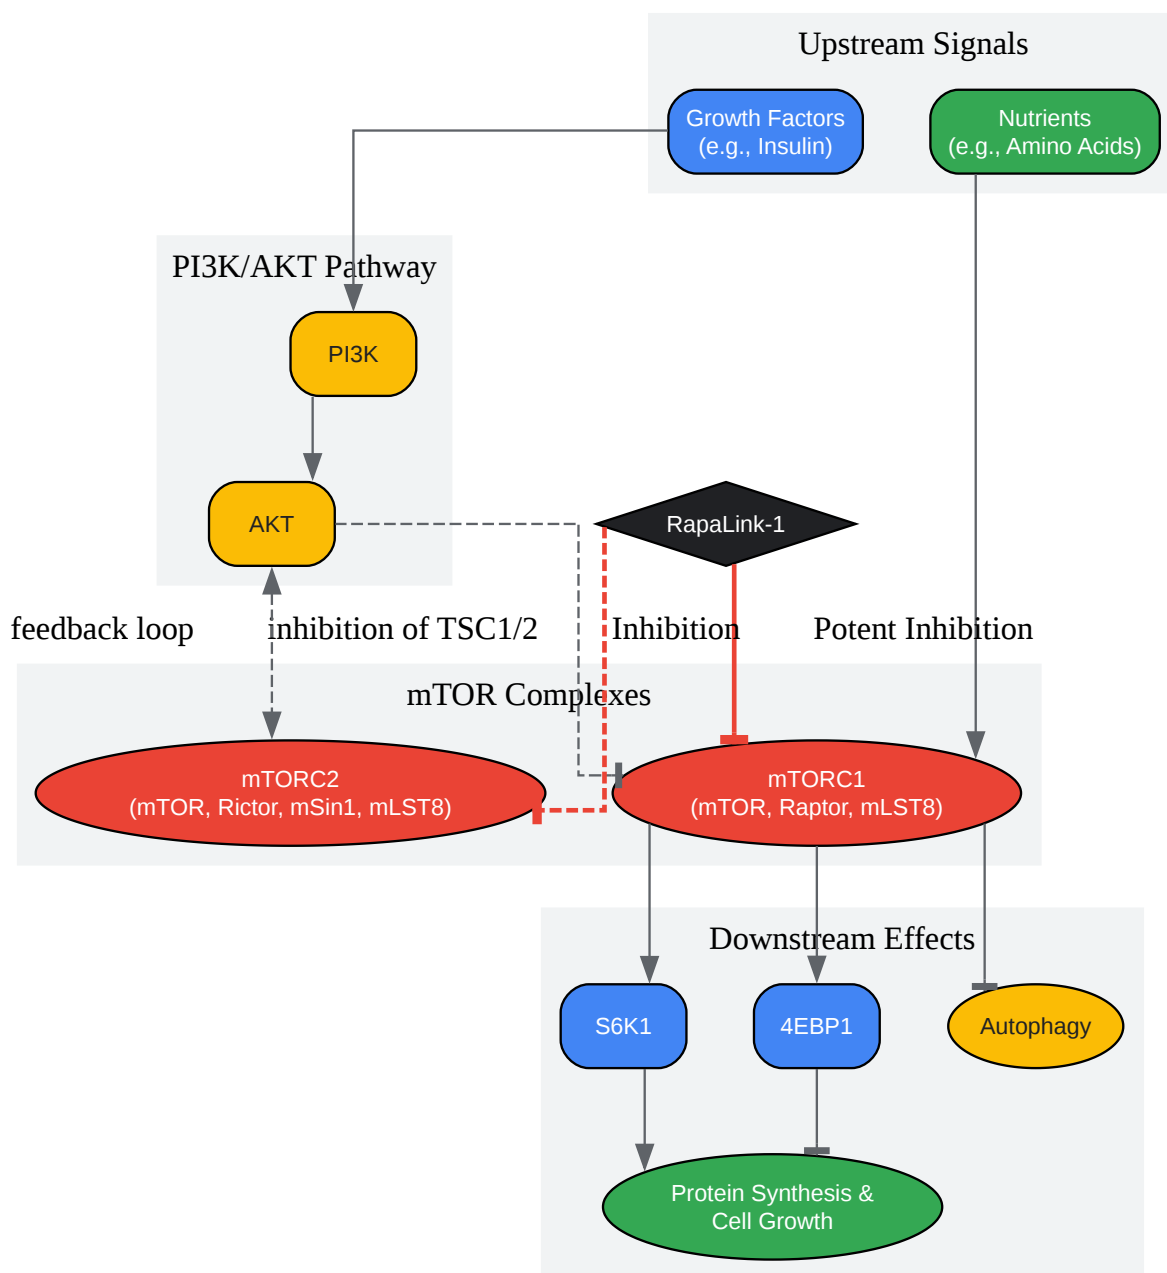 Upstream Signals
Growth Factors
(e.g., Insulin)
Nutrients
(e.g., Amino Acids)
PI3K/AKT Pathway
PI3K
AKT
RapaLink-1
feedback loop
inhibition of TSC1/2
Inhibition
Potent Inhibition
mTOR Complexes
mTORC2
(mTOR, Rictor, mSin1, mLST8)
mTORC1
(mTOR, Raptor, mLST8)
Downstream Effects
S6K1
4EBP1
Autophagy
Protein Synthesis &
Cell Growth